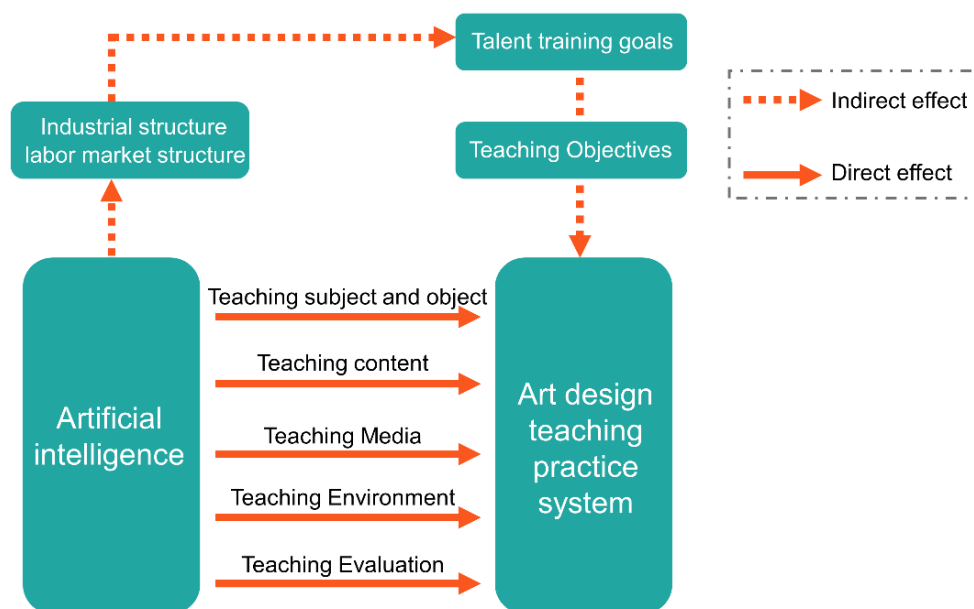 Talent training goals
Indirect effect
Industrial structure
labor market structure
Teaching Objectives
Direct effect
Teaching subject and object
Teaching content
Teaching Media
Teaching Environment
Teaching Evaluation
Artificial
intelligence
Art design
teaching
practice
system